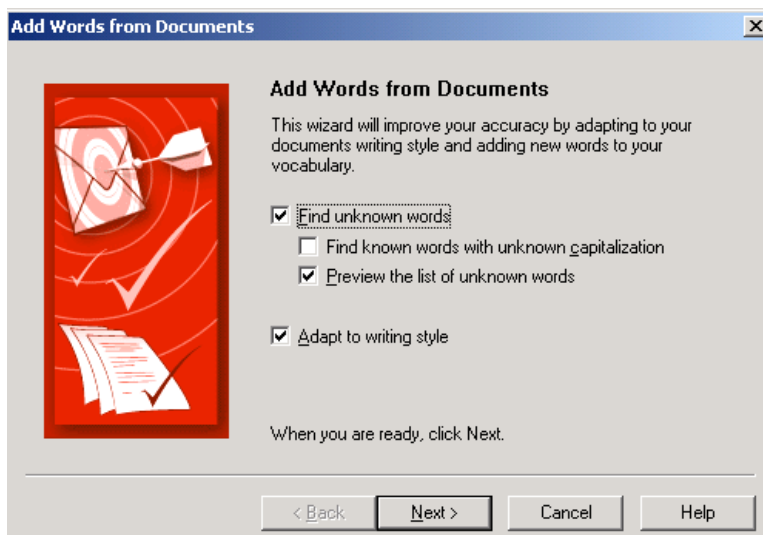 Add Words from Documents
Add Words from Documents
This wizard will improve your accuracy by adapting to your
documents writing style and adding new words to your
vocabulary.
Find unknown words
Find known words with unknown capitalization
Preview the list of unknown words
Adapt to writing style
When you are ready, click Next.
< Back Next > Cancel Help